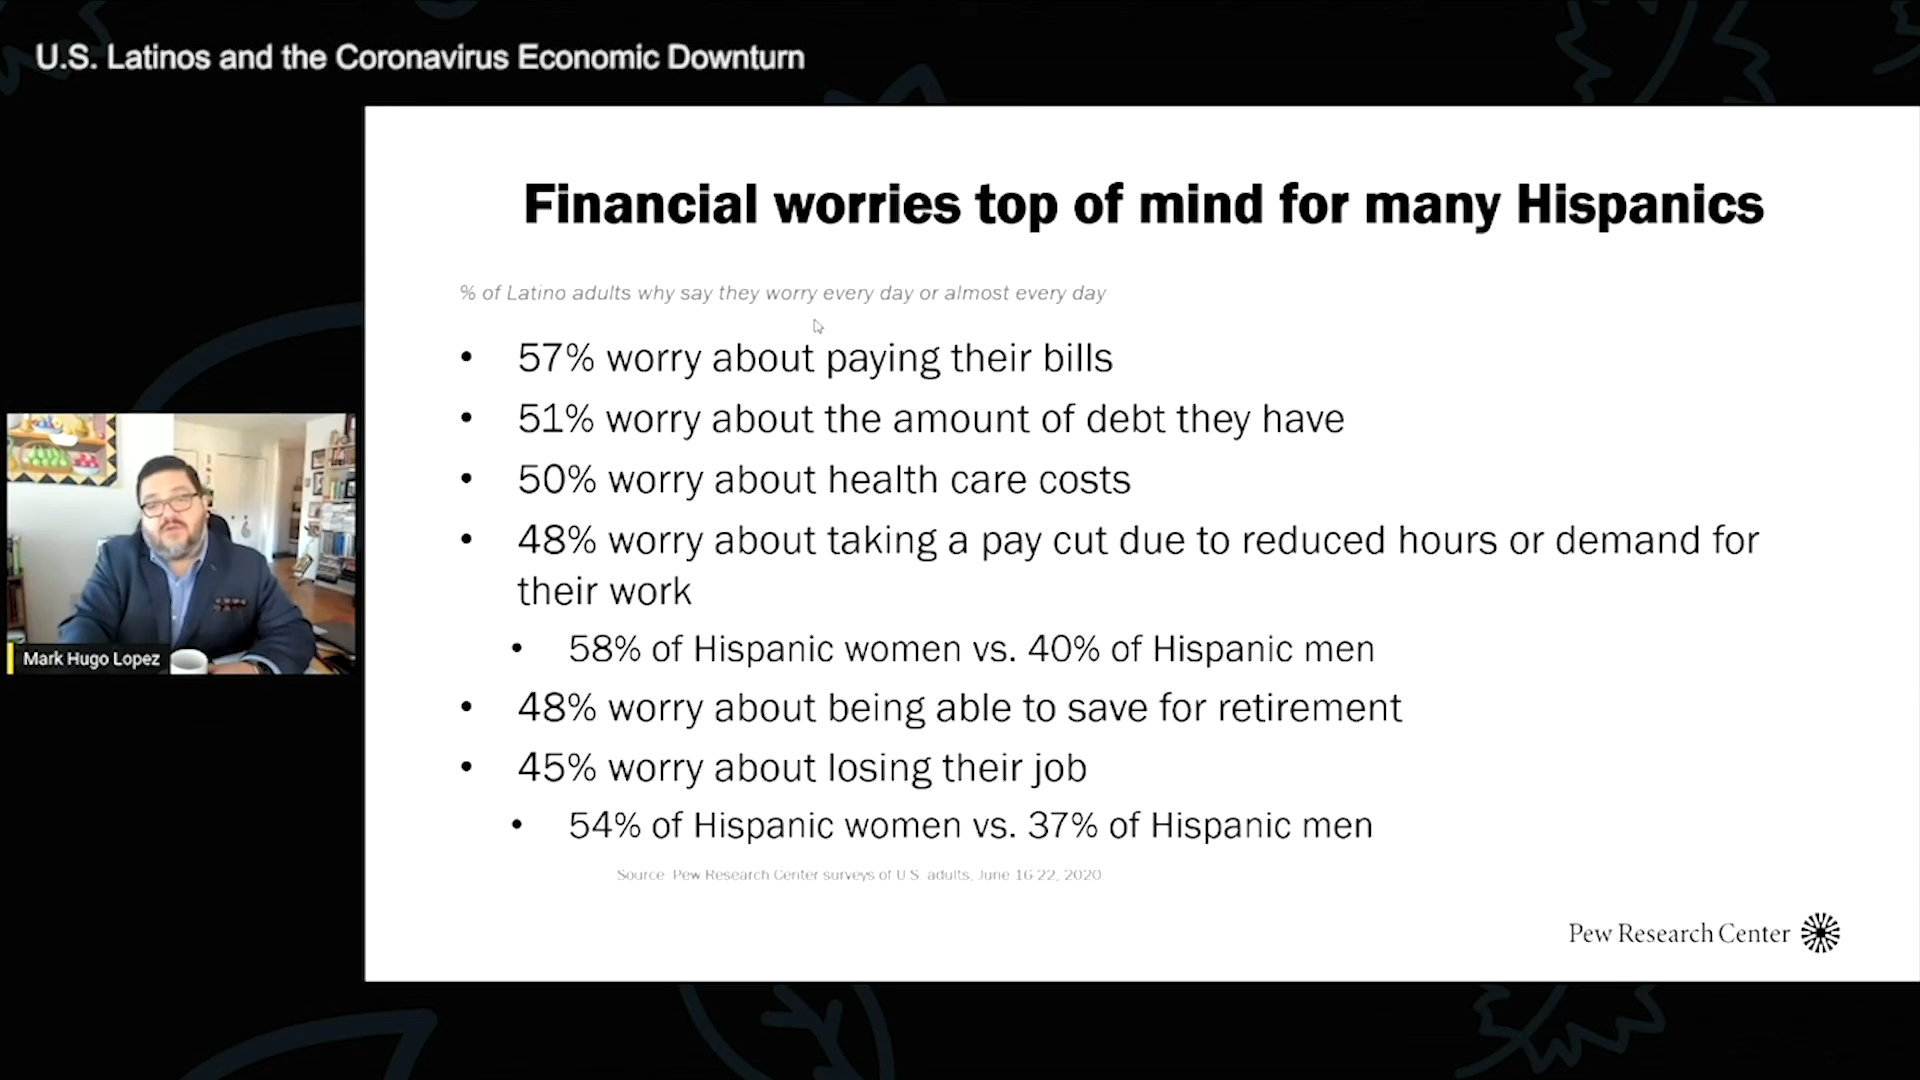 U.S. Latinos and the Coronavirus Economic Downturn
Financial worries top of mind for many Hispanics
% of Latino adults why say they worry every day or almost every day
• 57% worry about paying their bills
• 51% worry about the amount of debt they have
• 50% worry about health care costs
• 48% worry about taking a pay cut due to reduced hours or demand for
their work
• 58% of Hispanic women vs. 40% of Hispanic men
• 48% worry about being able to save for retirement
• 45% worry about losing their job
• 54% of Hispanic women vs. 37% of Hispanic men
Source: Pew Research Center surveys of U.S. adults, June 16-22, 2020.
Pew Research Center
Mark Hugo Lopez